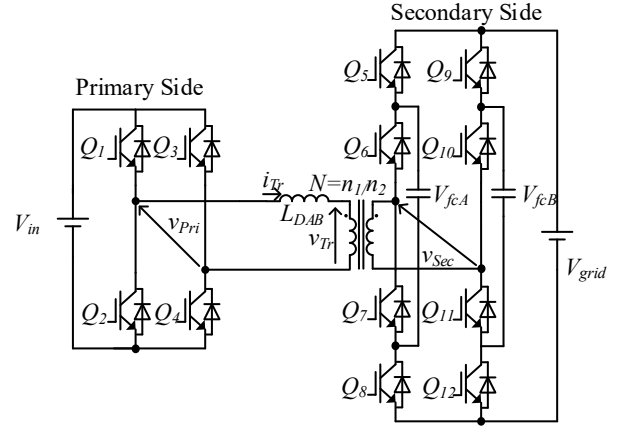 Secondary Side
Primary Side
Q5
Q9
Q1
Q3
Q6
Q10
iTr
N=n1/n2
VfcA
VfcB
LDAB
Vin
vPri
vTr
vSec
Vgrid
Q2
Q4
Q7
Q11
Q8
Q12